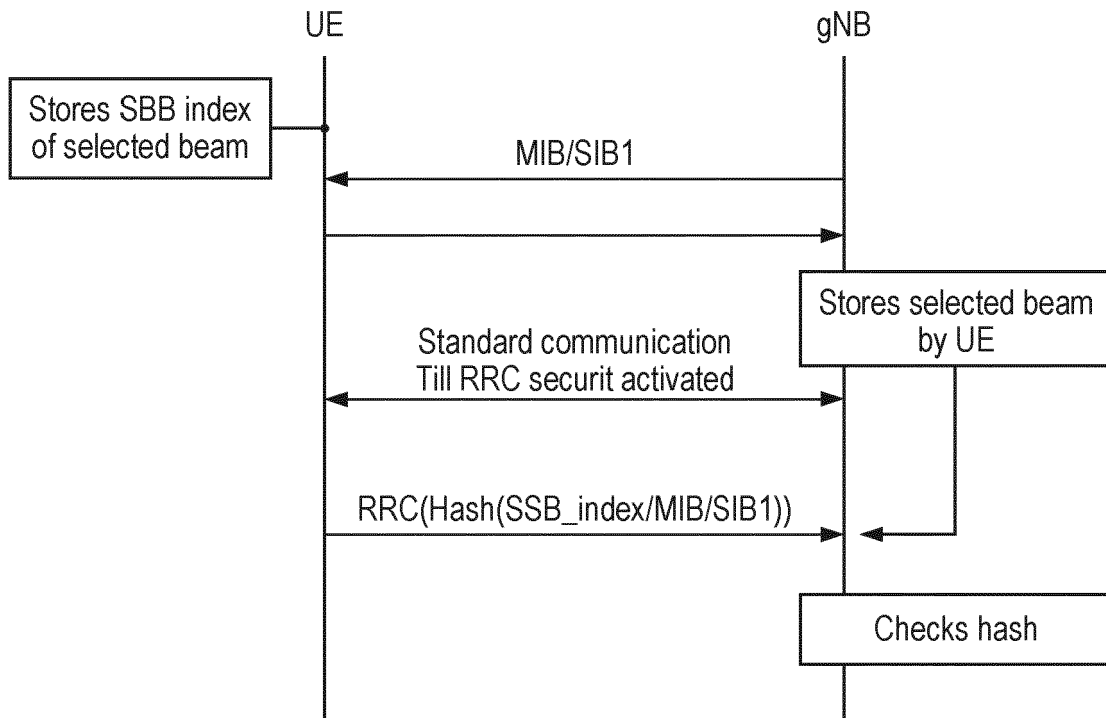 UE
gNB
Stores SBB index
of selected beam
MIB/SIB1
Stores selected beam
by UE
Standard communication
Till RRC securit activated
RRC(Hash(SSB_index/MIB/SIB1))
Checks hash